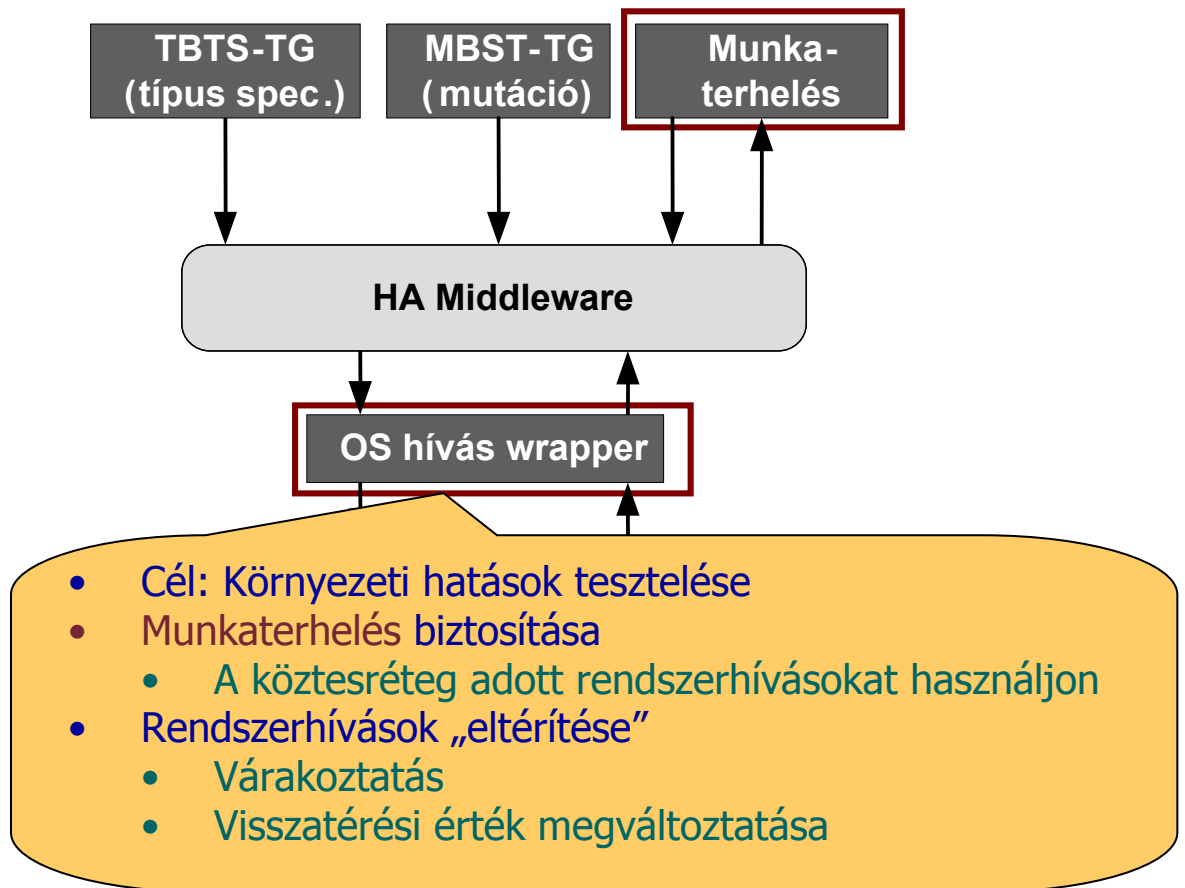 TBTS-TG
(típus spec.)
MBST-TG
(mutáció)
Munka-
terhelés
HA Middleware
OS hívás wrapper
• Cél: Környezeti hatások tesztelése
• Munkaterhelés biztosítása
• A köztesréteg adott rendszerhívásokat használjon
• Rendszerhívások „eltérítése”
• Várakoztatás
• Visszatérési érték megváltoztatása